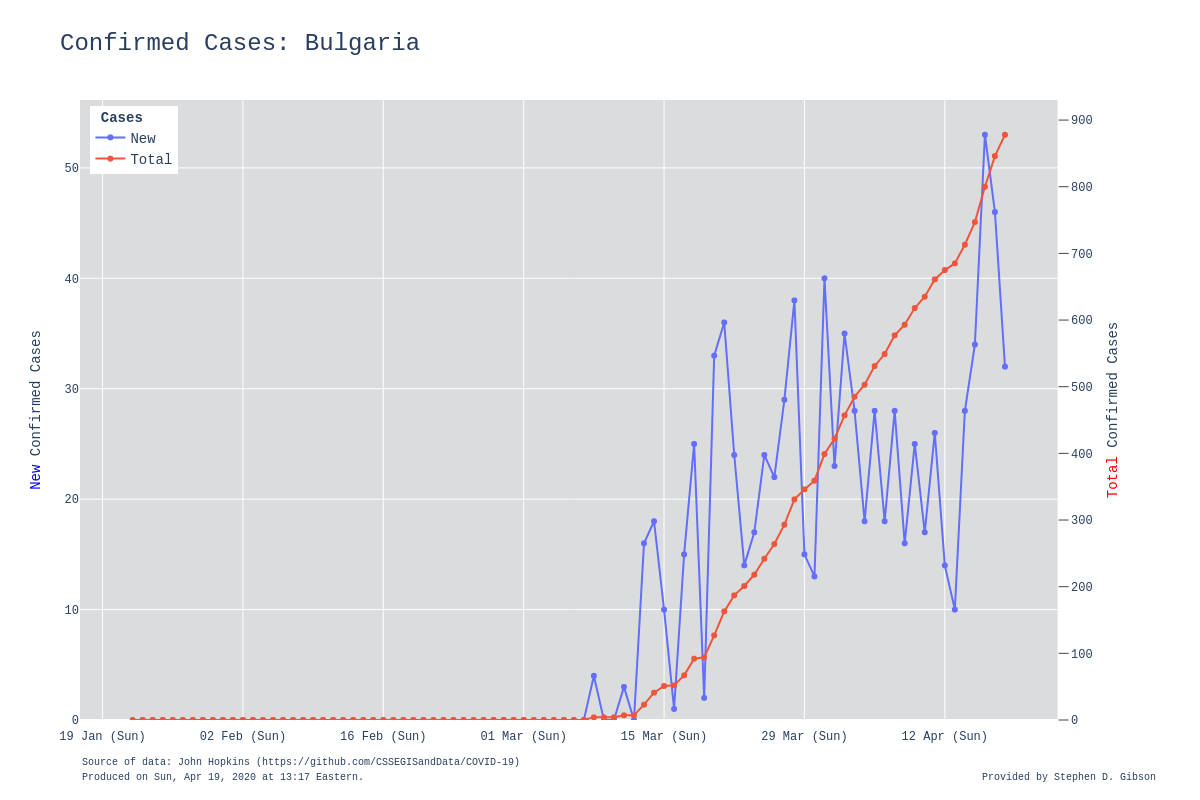 Confirmed Cases: Bulgaria
Cases
New
Total
50
40
30
20
10
0
900
800
700
600
500
400
300
200
100
0
New Confirmed Cases
Total Confirmed Cases
19 Jan (Sun)
02 Feb (Sun)
16 Feb (Sun)
01 Mar (Sun)
15 Mar (Sun)
29 Mar (Sun)
12 Apr (Sun)
Source of data: John Hopkins (https://github.com/CSSEGISandData/COVID-19)
Produced on Sun, Apr 19, 2020 at 13:17 Eastern.
Provided by Stephen D. Gibson